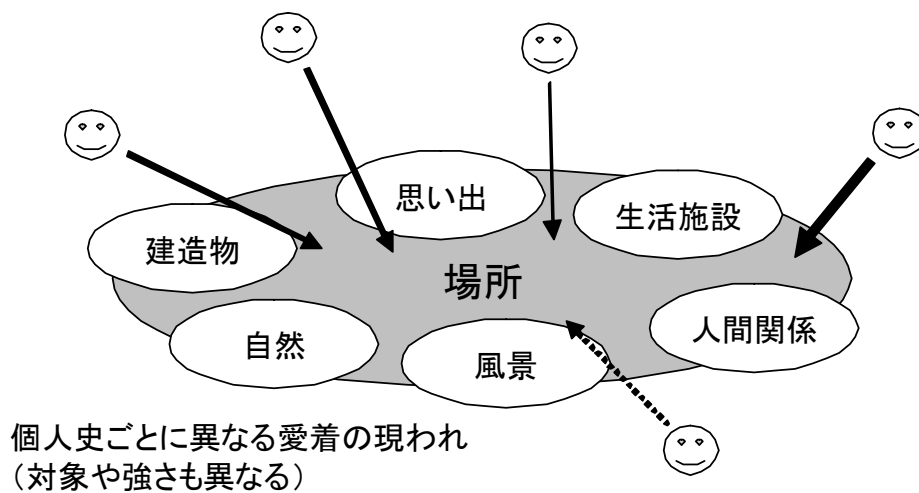 思い出
生活施設
建造物
場所
人間関係
自然
風景
個人史ごとに異なる愛着の現われ
（対象や強さも異なる）